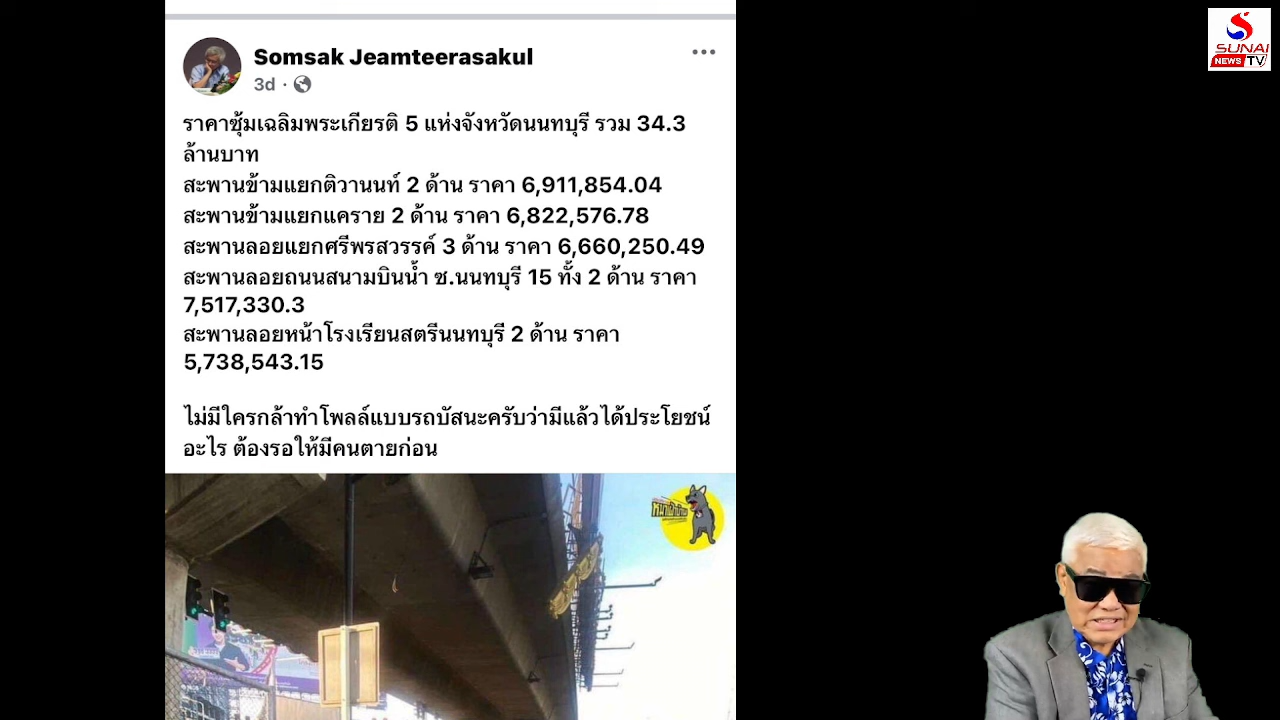 SUNAI
NEWS TV
Somsak Jeamteerasakul
3d ·
ราคาซุ้มเฉลิมพระเกียรติ 5 แห่งจังหวัดนนทบุรี รวม 34.3
ล้านบาท
สะพานข้ามแยกติวานนท์ 2 ด้าน ราคา 6,911,854.04
สะพานข้ามแยกแคราย 2 ด้าน ราคา 6,822,576.78
สะพานลอยแยกศรีพรสวรรค์ 3 ด้าน ราคา 6,660,250.49
สะพานลอยถนนสนามบินน้ำ ซ.นนทบุรี 15 ทั้ง 2 ด้าน ราคา
7,517,330.3
สะพานลอยหน้าโรงเรียนสตรีนนทบุรี 2 ด้าน ราคา
5,738,543.15
ไม่มีใครกล้าทำโพลล์แบบรถบัสนะครับว่ามีแล้วได้ประโยชน์
อะไร ต้องรอให้มีคนตายก่อน
หมาเฝ้าบ้าน